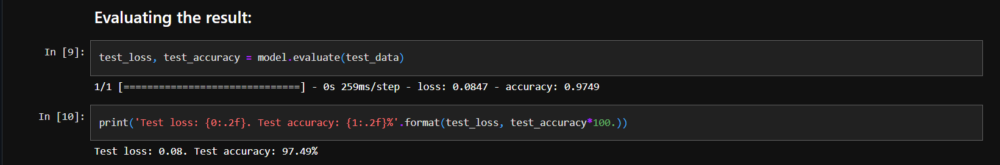 Evaluating the result:
In [9]:
test_loss, test_accuracy = model.evaluate(test_data)
1/1 [==============================] - 0s 259ms/step - loss: 0.0847 - accuracy: 0.9749
In [10]:
print('Test loss: {0:.2f}. Test accuracy: {1:.2f}%'.format(test_loss, test_accuracy*100.))
Test loss: 0.08. Test accuracy: 97.49%